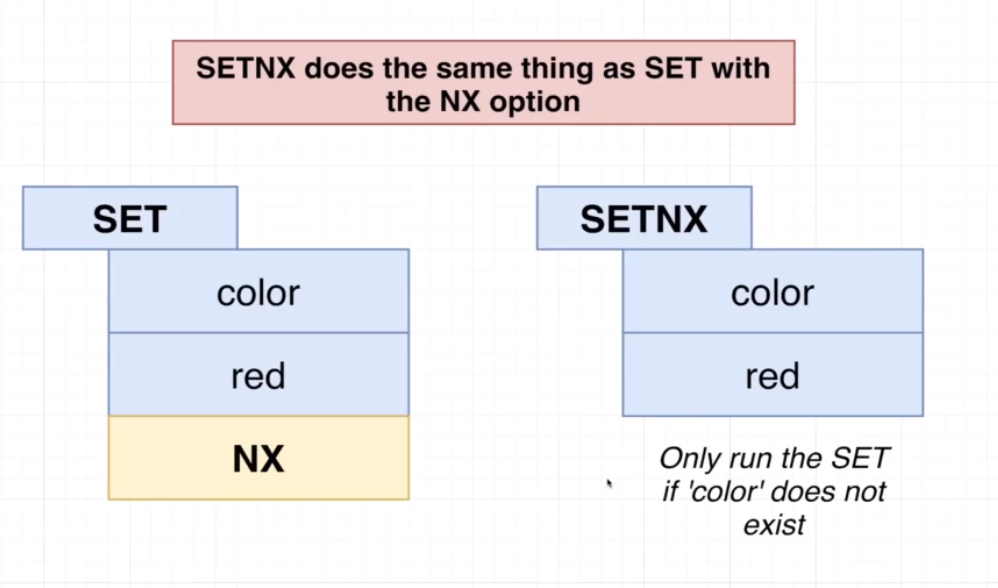 SETNX does the same thing as SET with
the NX option
SET
color
red
NX
SETNX
color
red
Only run the SET
if 'color' does not
exist